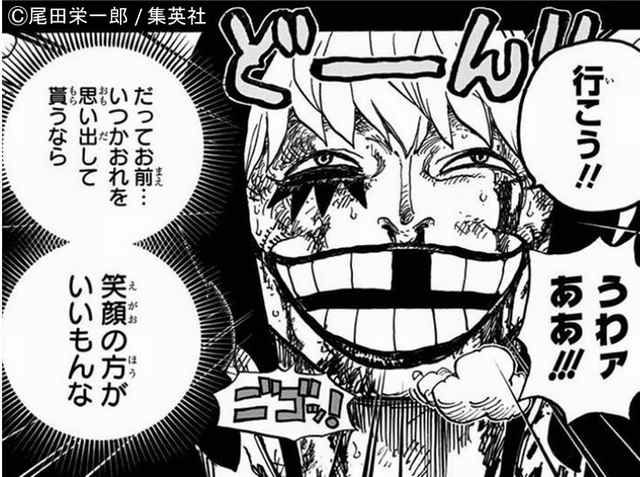 ©尾田栄一郎 / 集英社
どーん!!
行こう!!
うわァ
ああ!!!
だってお前…
いつかおれを
思い出して
貰うなら
笑顔の方が
いいもんな
ゴゴッ!